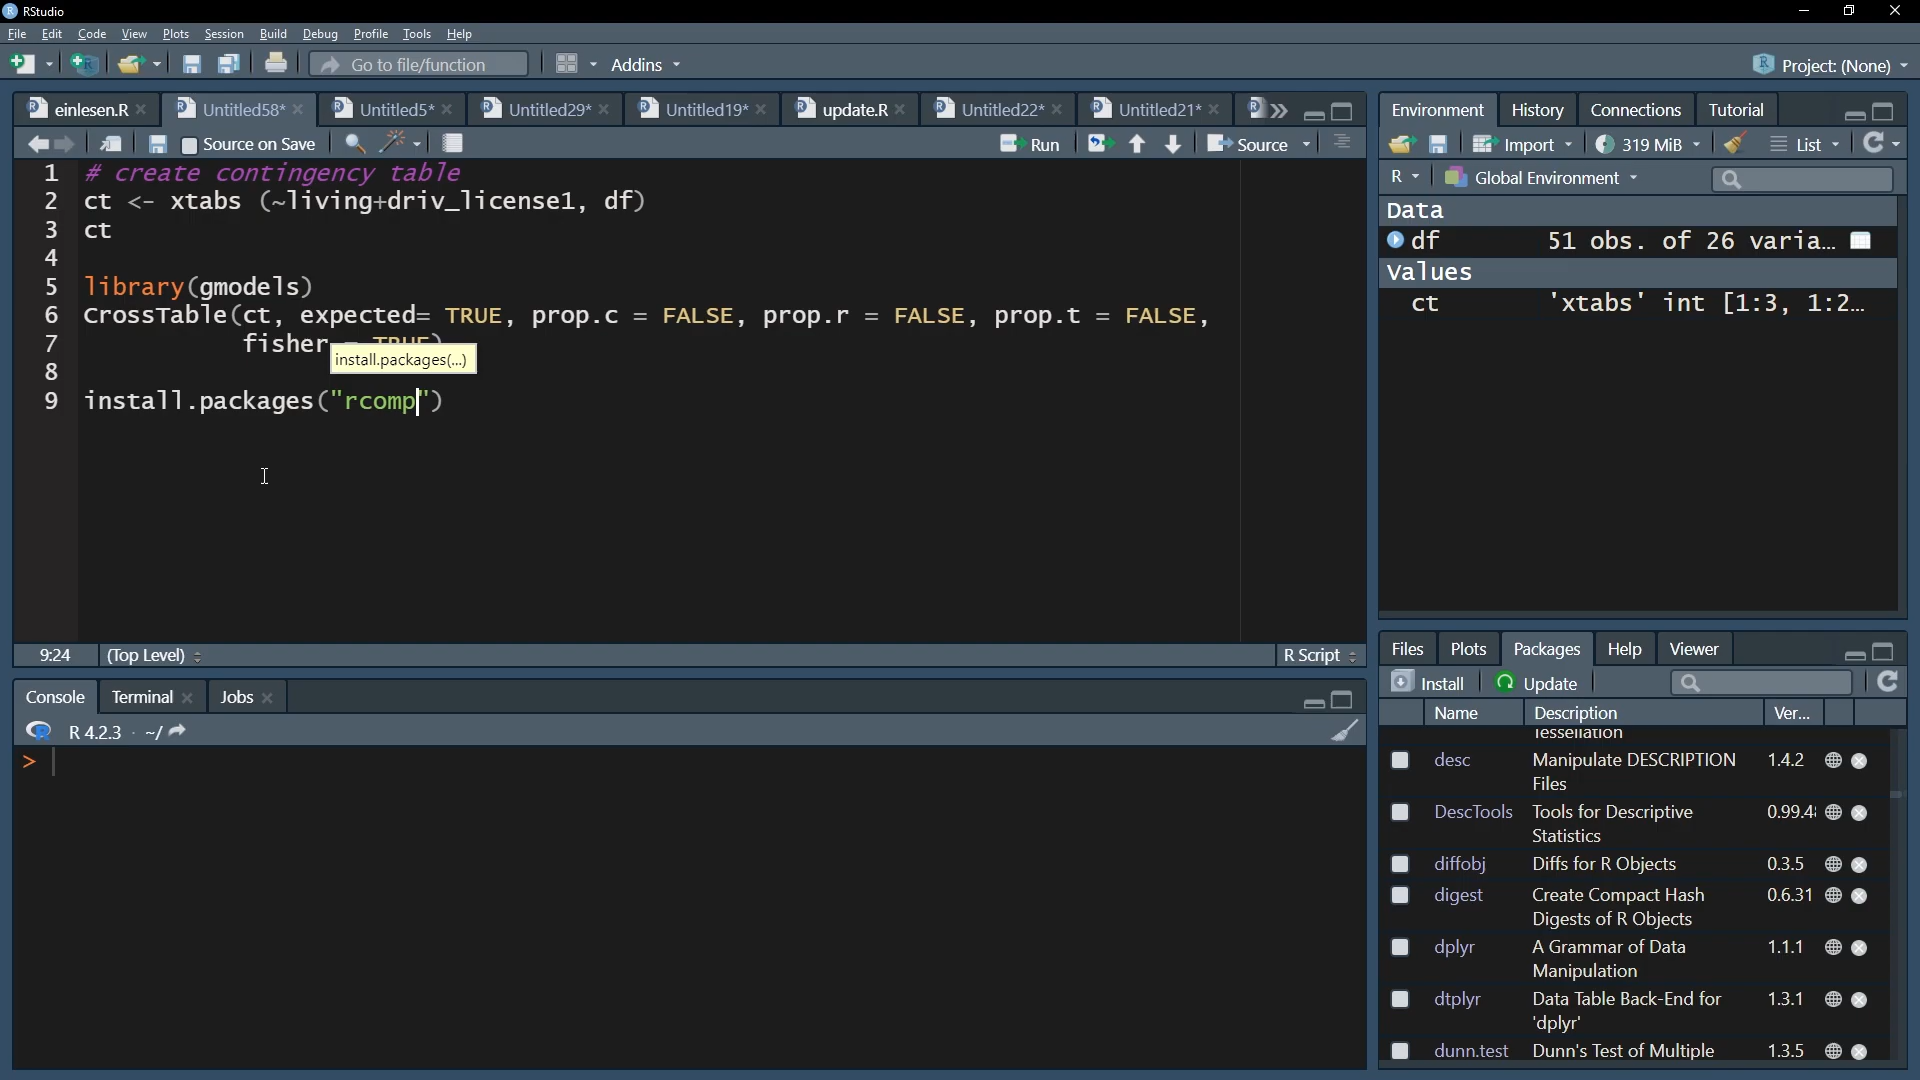 RStudio
File Edit Code View Plots Session Build Debug Profile Tools Help
Go to file/function Addins Project: (None)
einlesen.R Untitled58* Untitled5* Untitled29* Untitled19* update.R Untitled22* Untitled21*
Source on Save Run Source
1 # create contingency table
2 ct <- xtabs (~living+driv_license1, df)
3 ct
4
5 library(gmodels)
6 CrossTable(ct, expected= TRUE, prop.c = FALSE, prop.r = FALSE, prop.t = FALSE,
7 fisher = TRUE)
install.packages(...)
8
9 install.packages("rcomp")
9:24 (Top Level) R Script
Console Terminal Jobs
R 4.2.3 · ~/
>
Environment History Connections Tutorial
Import 319 MiB List
R Global Environment
Data
df 51 obs. of 26 varia...
Values
ct 'xtabs' int [1:3, 1:2...
Files Plots Packages Help Viewer
Install Update
Name Description Ver...
Tessellation
desc Manipulate DESCRIPTION 1.4.2
Files
DescTools Tools for Descriptive 0.99.4
Statistics
diffobj Diffs for R Objects 0.3.5
digest Create Compact Hash 0.6.31
Digests of R Objects
dplyr A Grammar of Data 1.1.1
Manipulation
dtplyr Data Table Back-End for 1.3.1
'dplyr'
dunn.test Dunn's Test of Multiple 1.3.5